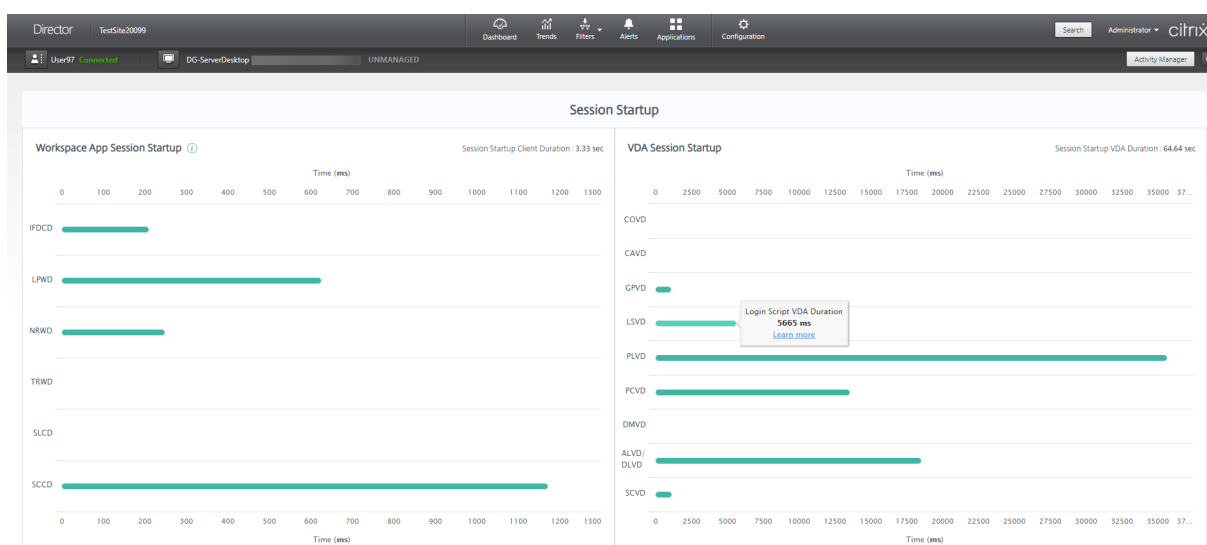 Director TestSite20099 Dashboard Trends Filters Alerts Applications Configuration Search Administrator citrix
User97 Connected DG-ServerDesktop UNMANAGED Activity Manager
Session Startup
Workspace App Session Startup Session Startup Client Duration : 3.33 sec
Time (ms)
0 100 200 300 400 500 600 700 800 900 1000 1100 1200 1300
IFDCD
LPWD
NRWD
TRWD
SLCD
SCCD
0 100 200 300 400 500 600 700 800 900 1000 1100 1200 1300
Time (ms)
VDA Session Startup Session Startup VDA Duration : 64.64 sec
Time (ms)
0 2500 5000 7500 10000 12500 15000 17500 20000 22500 25000 27500 30000 32500 35000 37...
COVD
CAVD
GPVD
LSVD
Login Script VDA Duration
5665 ms
Learn more
PLVD
PCVD
DMVD
ALVD/
DLVD
SCVD
0 2500 5000 7500 10000 12500 15000 17500 20000 22500 25000 27500 30000 32500 35000 37...
Time (ms)